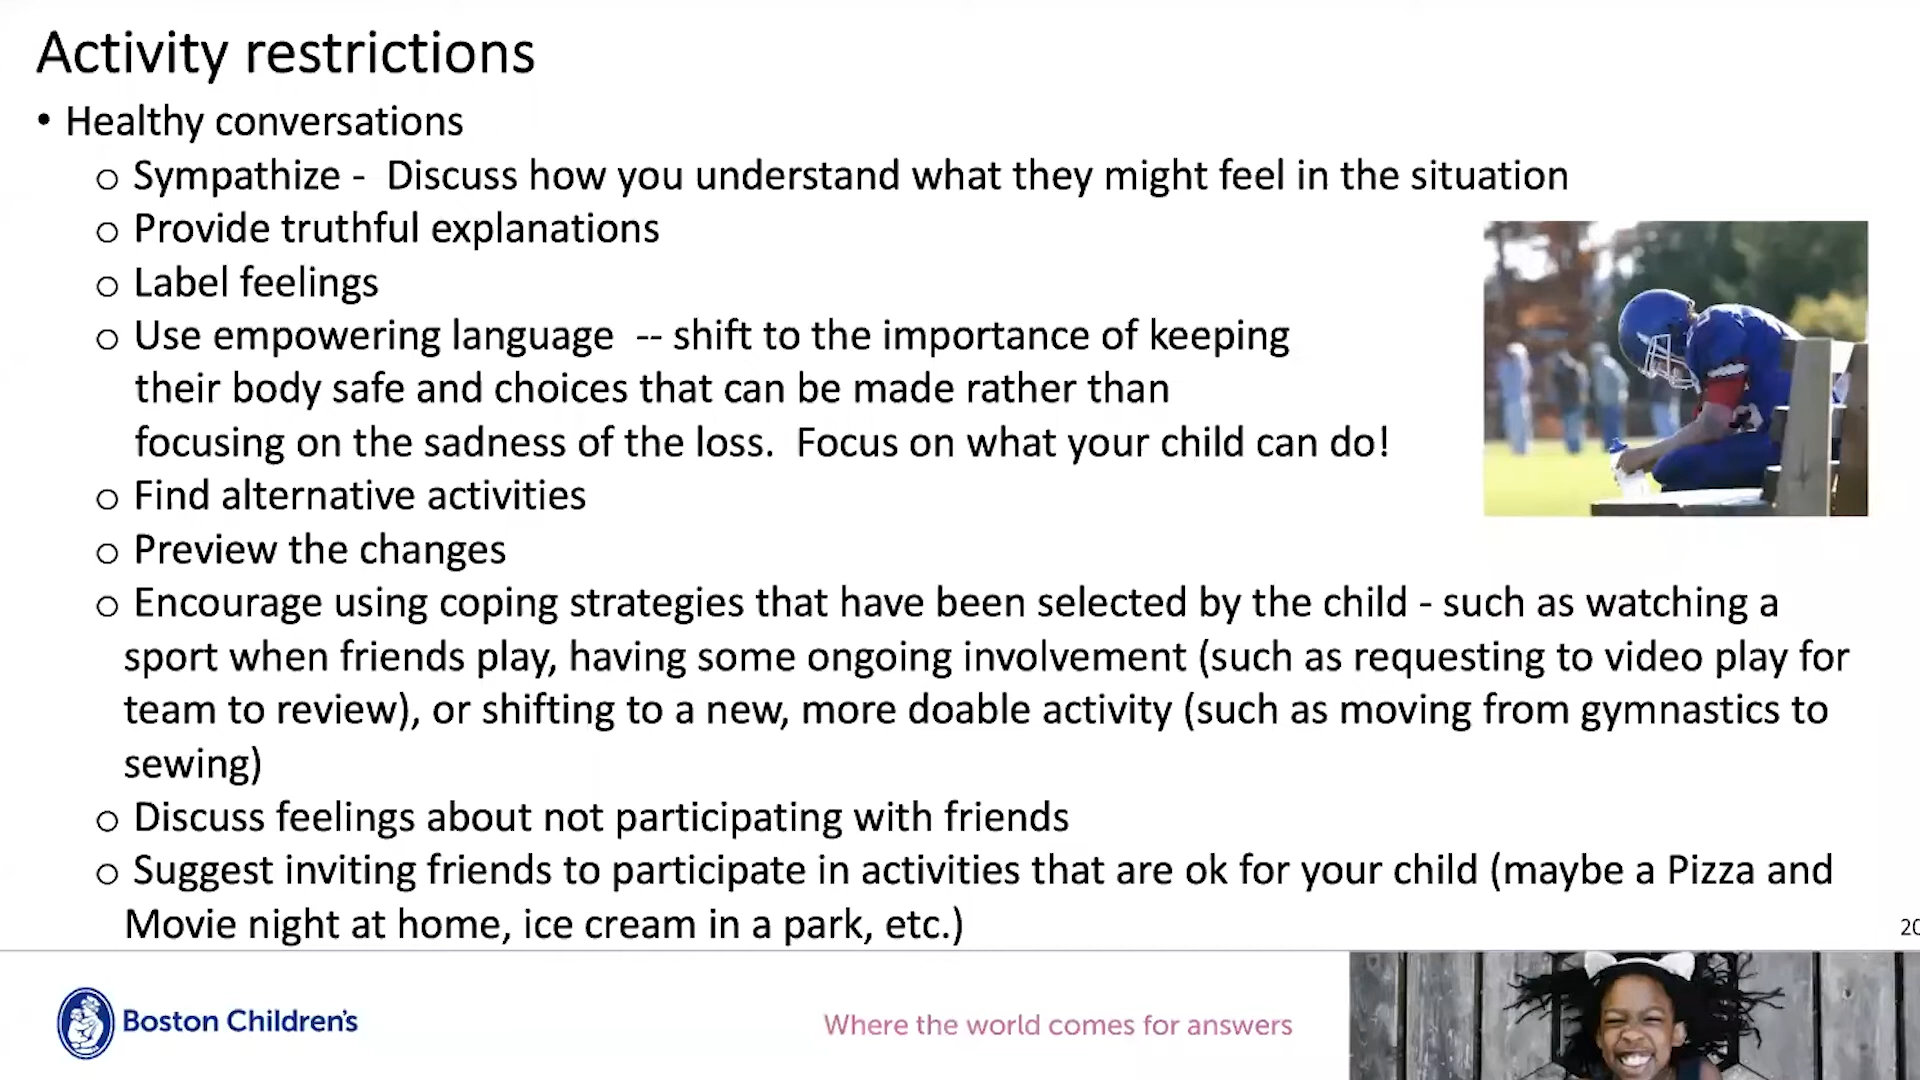 Activity restrictions
• Healthy conversations
o Sympathize -  Discuss how you understand what they might feel in the situation
o Provide truthful explanations
o Label feelings
o Use empowering language  -- shift to the importance of keeping
their body safe and choices that can be made rather than
focusing on the sadness of the loss.  Focus on what your child can do!
o Find alternative activities
o Preview the changes
o Encourage using coping strategies that have been selected by the child - such as watching a
sport when friends play, having some ongoing involvement (such as requesting to video play for
team to review), or shifting to a new, more doable activity (such as moving from gymnastics to
sewing)
o Discuss feelings about not participating with friends
o Suggest inviting friends to participate in activities that are ok for your child (maybe a Pizza and
Movie night at home, ice cream in a park, etc.)
20
Boston Children's
Where the world comes for answers